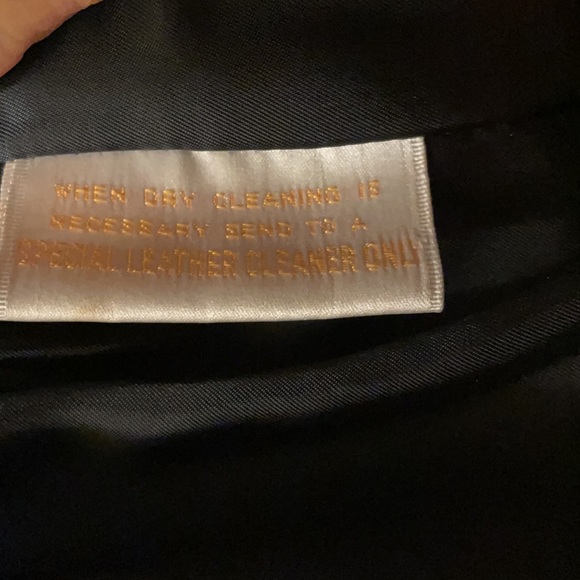 WHEN DRY CLEANING IS
NECESSARY SEND TO A
SPECIAL LEATHER CLEANER ONLY